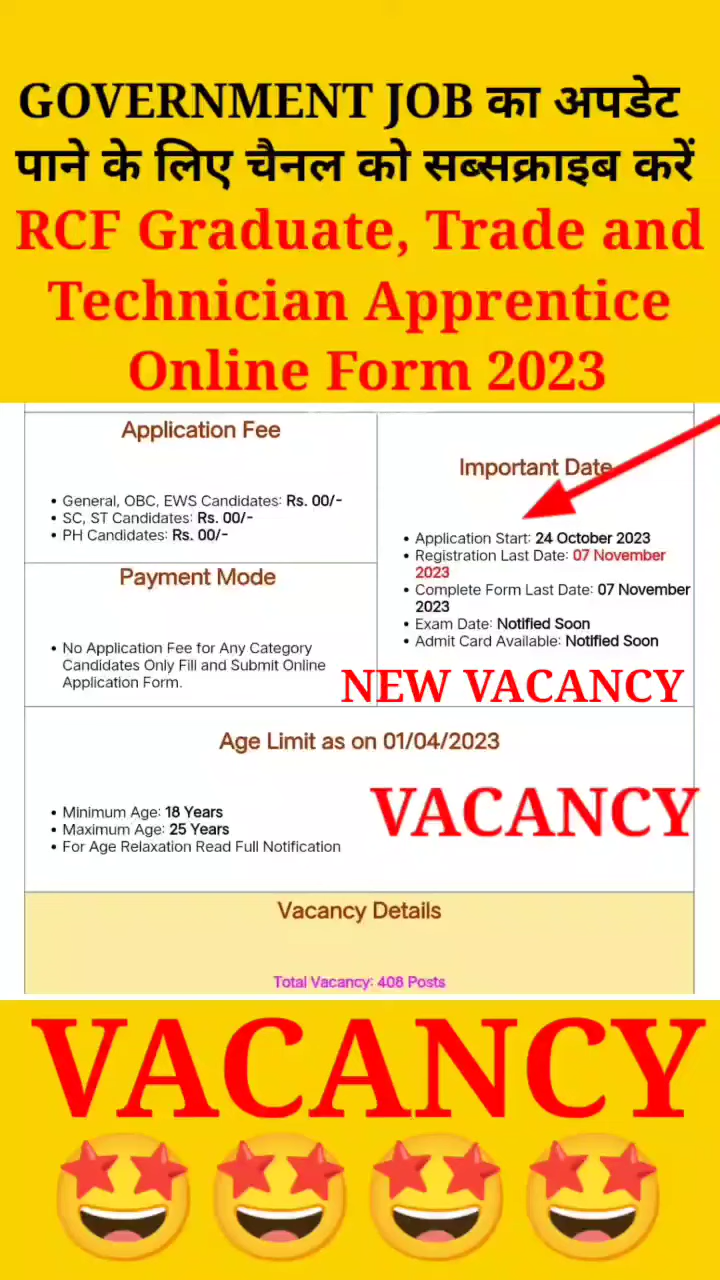 GOVERNMENT JOB का अपडेट
पाने के लिए चैनल को सब्सक्राइब करें
RCF Graduate, Trade and
Technician Apprentice
Online Form 2023
Application Fee
• General, OBC, EWS Candidates: Rs. 00/-
• SC, ST Candidates: Rs. 00/-
• PH Candidates: Rs. 00/-
Important Date
• Application Start: 24 October 2023
• Registration Last Date: 07 November
2023
• Complete Form Last Date: 07 November
2023
• Exam Date: Notified Soon
• Admit Card Available: Notified Soon
Payment Mode
• No Application Fee for Any Category
Candidates Only Fill and Submit Online
Application Form.
NEW VACANCY
Age Limit as on 01/04/2023
• Minimum Age: 18 Years
• Maximum Age: 25 Years
• For Age Relaxation Read Full Notification
VACANCY
Vacancy Details
Total Vacancy: 408 Posts
VACANCY